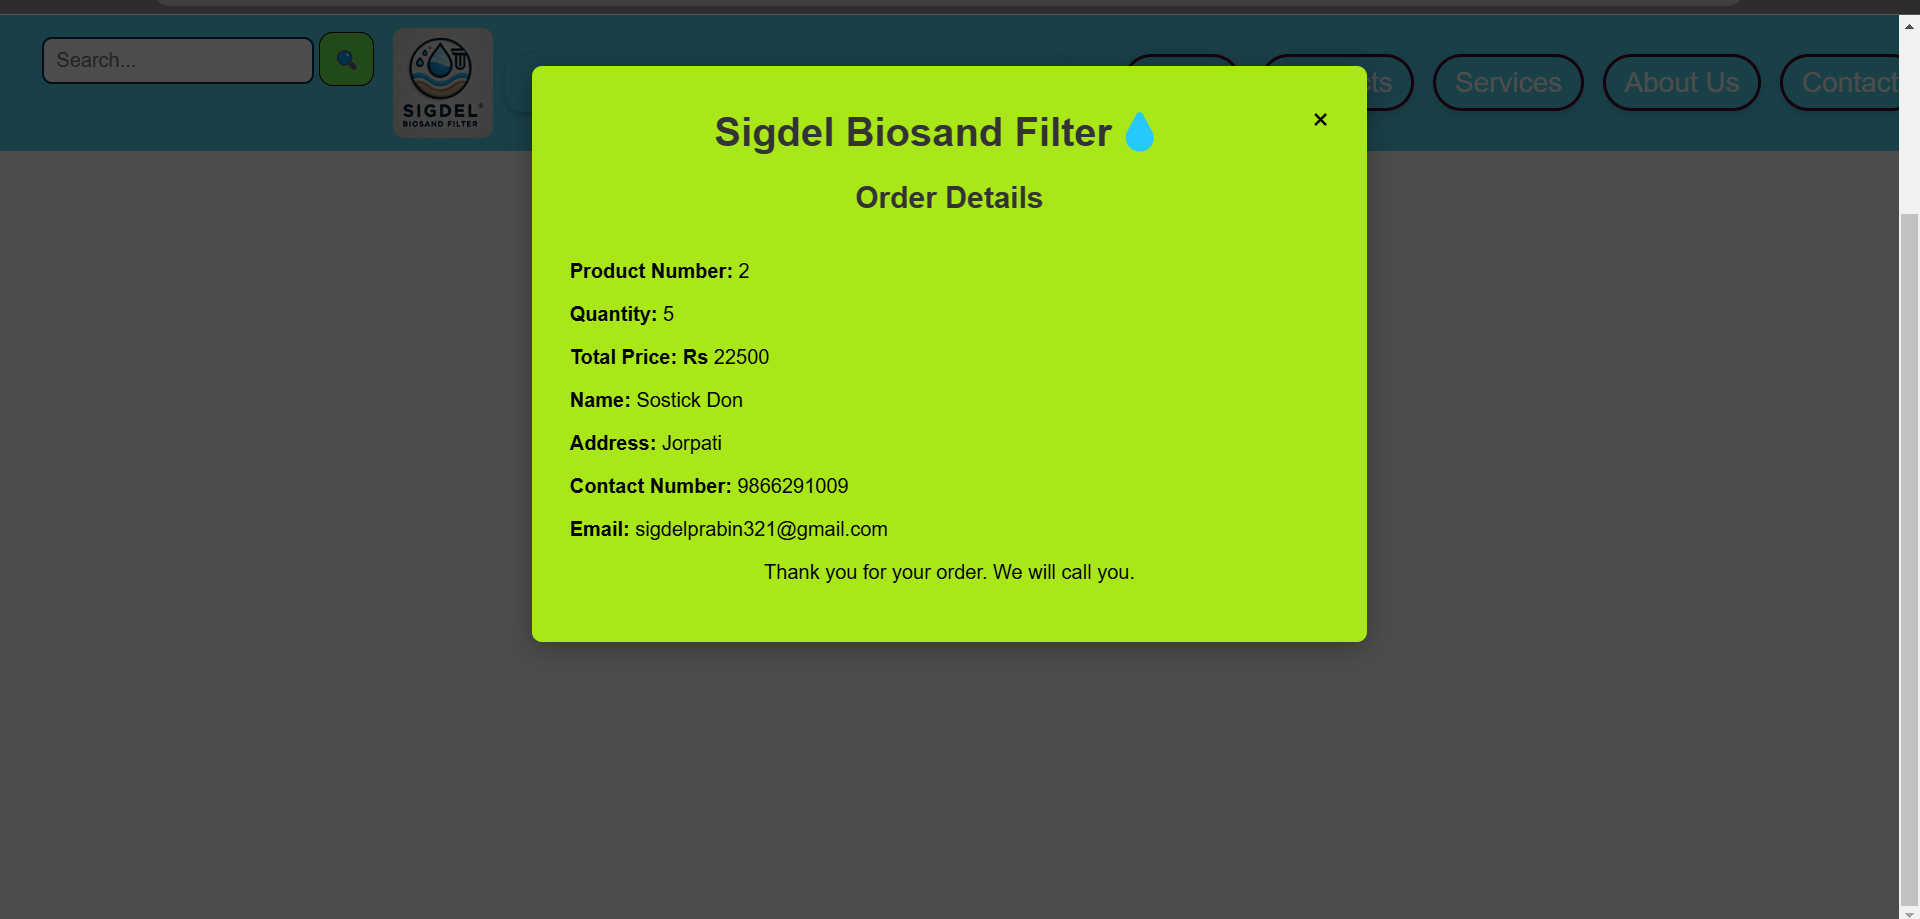 Search...
SIGDEL
BIOSAND FILTER
Services
About Us
Contact
Sigdel Biosand Filter💧
×
Order Details
Product Number: 2
Quantity: 5
Total Price: Rs 22500
Name: Sostick Don
Address: Jorpati
Contact Number: 9866291009
Email: sigdelprabin321@gmail.com
Thank you for your order. We will call you.